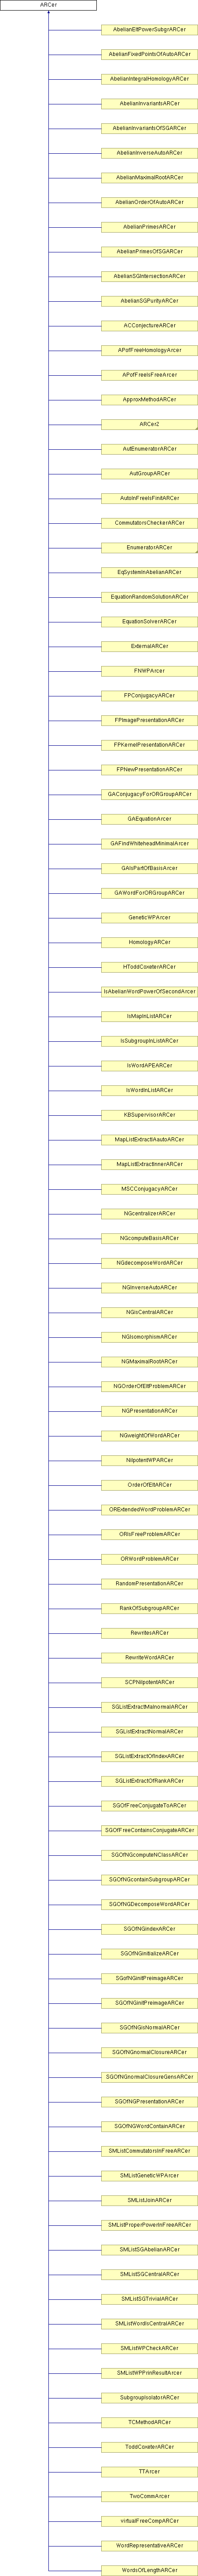 ARCer
AbelianEltPowerSubgrARCer
AbelianFixedPointsOfAutoARCer
AbelianIntegralHomologyARCer
AbelianInvariantsARCer
AbelianInvariantsOfSGARCer
AbelianInverseAutoARCer
AbelianMaximalRootARCer
AbelianOrderOfAutoARCer
AbelianPrimesARCer
AbelianPrimesOfSGARCer
AbelianSGIntersectionARCer
AbelianSGPurityARCer
ACConjectureARCer
APofFreeHomologyArcer
APofFreeIsFreeArcer
ApproxMethodARCer
ARCer2
AutEnumeratorARCer
AutGroupARCer
AutoInFreeIsFinitARCer
CommutatorsCheckerARCer
EnumeratorARCer
EqSystemInAbelianARCer
EquationRandomSolutionARCer
EquationSolverARCer
ExternalARCer
FNWPArcer
FPConjugacyARCer
FPImagePresentationARCer
FPKernelPresentationARCer
FPNewPresentationARCer
GAConjugacyForORGroupARCer
GAEquationArcer
GAFindWhiteheadMinimalArcer
GAIsPartOfBasisArcer
GAWordForORGroupARCer
GeneticWPArcer
HomologyARCer
HToddCoxeterARCer
IsAbelianWordPowerOfSecondArcer
IsMapInListARCer
IsSubgroupInListARCer
IsWordAPEARCer
IsWordInListARCer
KBSupervisorARCer
MapListExtractIAautoARCer
MapListExtractInnerARCer
MSCConjugacyARCer
NGcentralizerARCer
NGcomputeBasisARCer
NGdecomposeWordARCer
NGInverseAutoARCer
NGisCentralARCer
NGIsomorphismARCer
NGMaximalRootARCer
NGOrderOfEltProblemARCer
NGPresentationARCer
NGweightOfWordARCer
NilpotentWPARCer
OrderOfEltARCer
ORExtendedWordProblemARCer
ORIsFreeProblemARCer
ORWordProblemARCer
RandomPresentationARCer
RankOfSubgroupARCer
RewritesARCer
RewriteWordARCer
SCPNilpotentARCer
SGListExtractMalnormalARCer
SGListExtractNormalARCer
SGListExtractOfIndexARCer
SGListExtractOfRankARCer
SGOfFreeConjugateToARCer
SGOfFreeContainsConjugateARCer
SGOfNGcomputeNClassARCer
SGOfNGcontainSubgroupARCer
SGOfNGDecomposeWordARCer
SGOfNGindexARCer
SGOfNGinitializeARCer
SGofNGinitPreimageARCer
SGOfNGinitPreimageARCer
SGOfNGisNormalARCer
SGOfNGnormalClosureARCer
SGOfNGnormalClosureGensARCer
SGOfNGPresentationARCer
SGOfNGWordContainARCer
SMListCommutatorsInFreeARCer
SMListGeneticWPArcer
SMListJoinARCer
SMListProperPowerInFreeARCer
SMListSGAbelianARCer
SMListSGCentralARCer
SMListSGTrivialARCer
SMListWordIsCentralARCer
SMListWPCheckARCer
SMListWPPnnResultArcer
SubgroupIsolatorARCer
TCMethodARCer
ToddCoxeterARCer
TTArcer
TwoCommArcer
VirtualFreeCompARCer
WordRepresentativeARCer
WordsOfLengthARCer